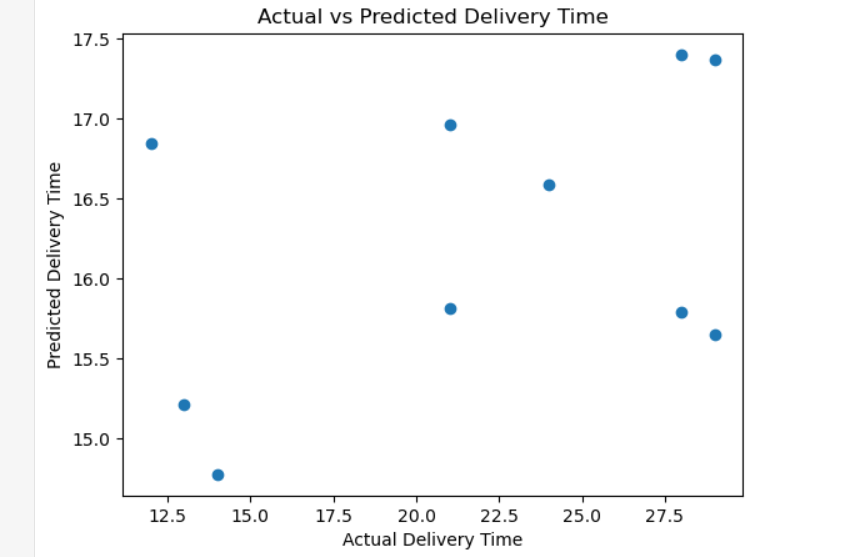 Actual vs Predicted Delivery Time
17.5
17.0
16.5
16.0
15.5
15.0
Predicted Delivery Time
12.5 15.0 17.5 20.0 22.5 25.0 27.5
Actual Delivery Time